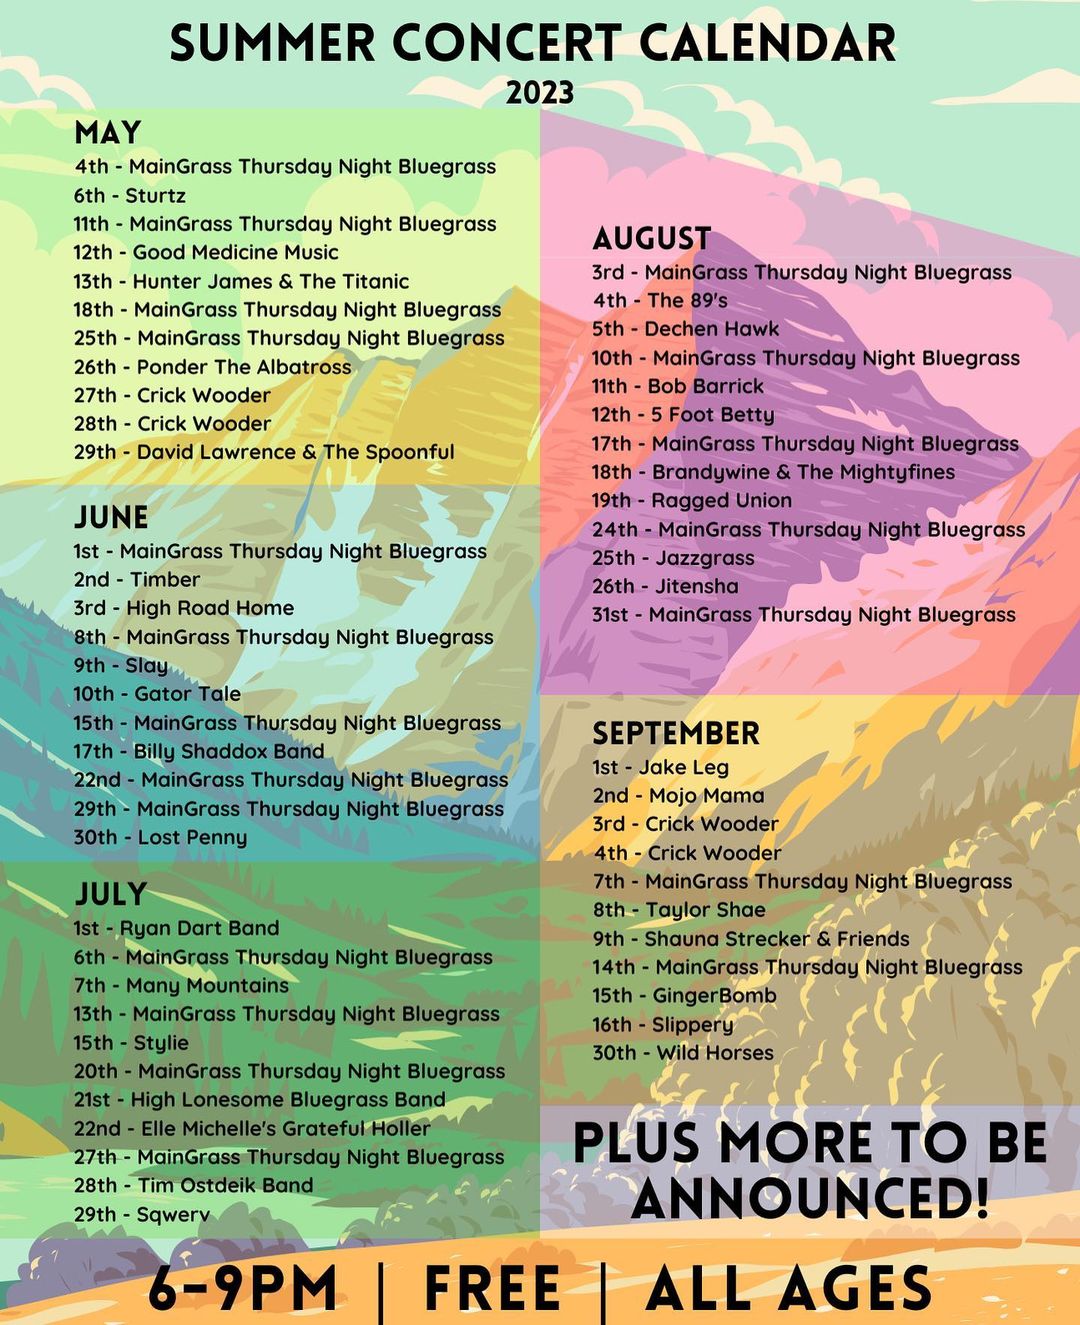 SUMMER CONCERT CALENDAR
2023
MAY
4th - MainGrass Thursday Night Bluegrass
6th - Sturtz
11th - MainGrass Thursday Night Bluegrass
12th - Good Medicine Music
13th - Hunter James & The Titanic
18th - MainGrass Thursday Night Bluegrass
25th - MainGrass Thursday Night Bluegrass
26th - Ponder The Albatross
27th - Crick Wooder
28th - Crick Wooder
29th - David Lawrence & The Spoonful
JUNE
1st - MainGrass Thursday Night Bluegrass
2nd - Timber
3rd - High Road Home
8th - MainGrass Thursday Night Bluegrass
9th - Slay
10th - Gator Tale
15th - MainGrass Thursday Night Bluegrass
17th - Billy Shaddox Band
22nd - MainGrass Thursday Night Bluegrass
29th - MainGrass Thursday Night Bluegrass
30th - Lost Penny
JULY
1st - Ryan Dart Band
6th - MainGrass Thursday Night Bluegrass
7th - Many Mountains
13th - MainGrass Thursday Night Bluegrass
15th - Stylie
20th - MainGrass Thursday Night Bluegrass
21st - High Lonesome Bluegrass Band
22nd - Elle Michelle's Grateful Holler
27th - MainGrass Thursday Night Bluegrass
28th - Tim Ostdeik Band
29th - Sqwerv
AUGUST
3rd - MainGrass Thursday Night Bluegrass
4th - The 89's
5th - Dechen Hawk
10th - MainGrass Thursday Night Bluegrass
11th - Bob Barrick
12th - 5 Foot Betty
17th - MainGrass Thursday Night Bluegrass
18th - Brandywine & The Mightyfines
19th - Ragged Union
24th - MainGrass Thursday Night Bluegrass
25th - Jazzgrass
26th - Jitensha
31st - MainGrass Thursday Night Bluegrass
SEPTEMBER
1st - Jake Leg
2nd - Mojo Mama
3rd - Crick Wooder
4th - Crick Wooder
7th - MainGrass Thursday Night Bluegrass
8th - Taylor Shae
9th - Shauna Strecker & Friends
14th - MainGrass Thursday Night Bluegrass
15th - GingerBomb
16th - Slippery
30th - Wild Horses
PLUS MORE TO BE
ANNOUNCED!
6-9PM | FREE | ALL AGES